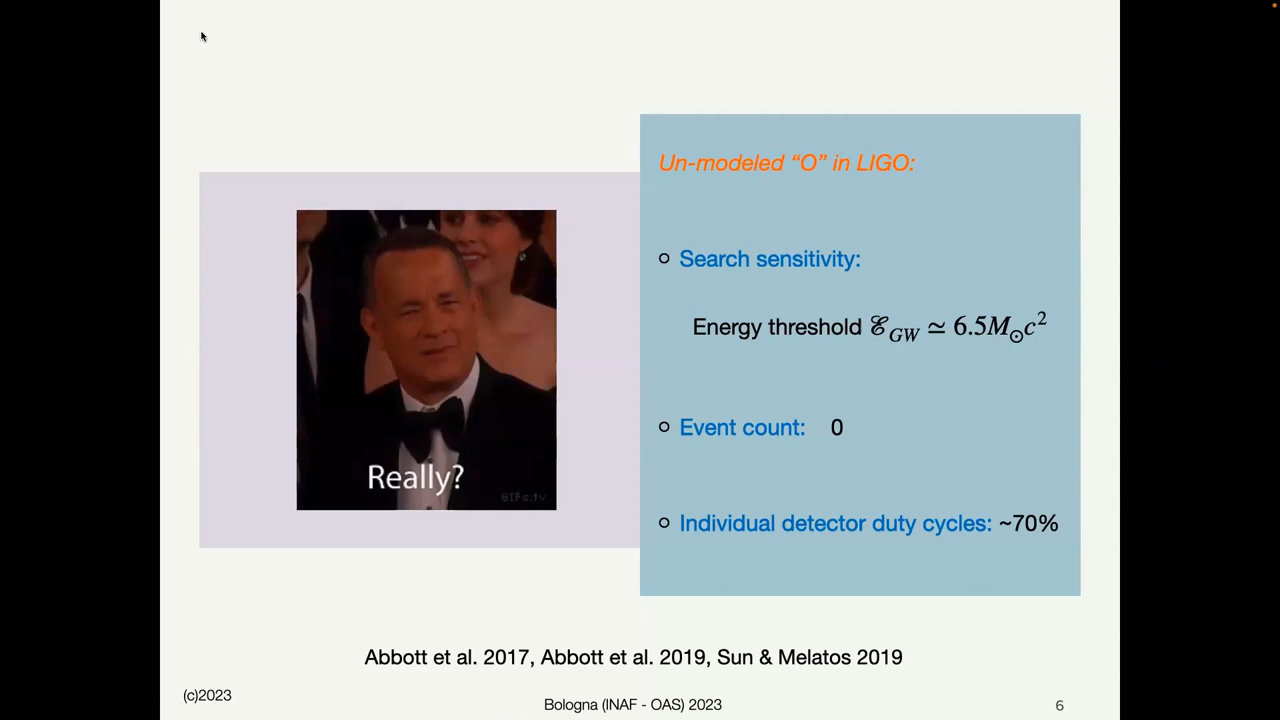 Un-modeled “O” in LIGO:
Search sensitivity:
Energy threshold ℰ_GW ≃ 6.5M_⊙c²
Event count: 0
Individual detector duty cycles: ~70%
Really?
GIFs.tv
Abbott et al. 2017, Abbott et al. 2019, Sun & Melatos 2019
(c)2023
Bologna (INAF - OAS) 2023
6